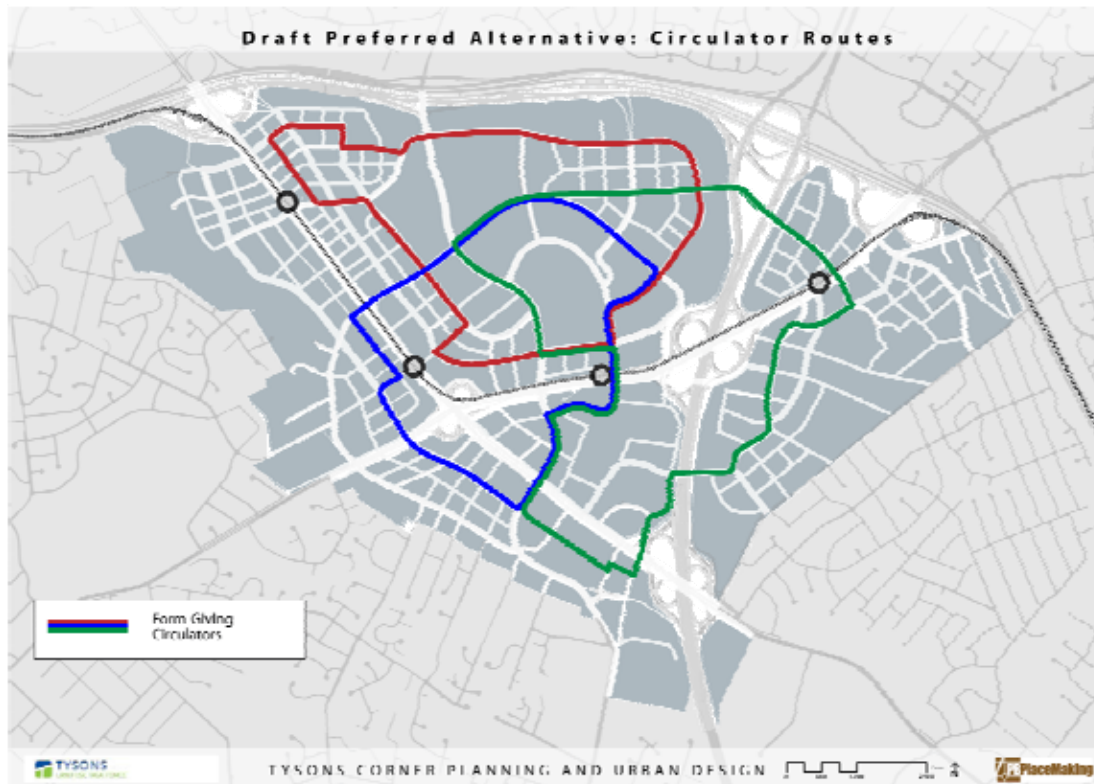 Draft Preferred Alternative: Circulator Routes
Form Giving
Circulators
TYSONS
TYSONS CORNER PLANNING AND URBAN DESIGN
PlaceMaking